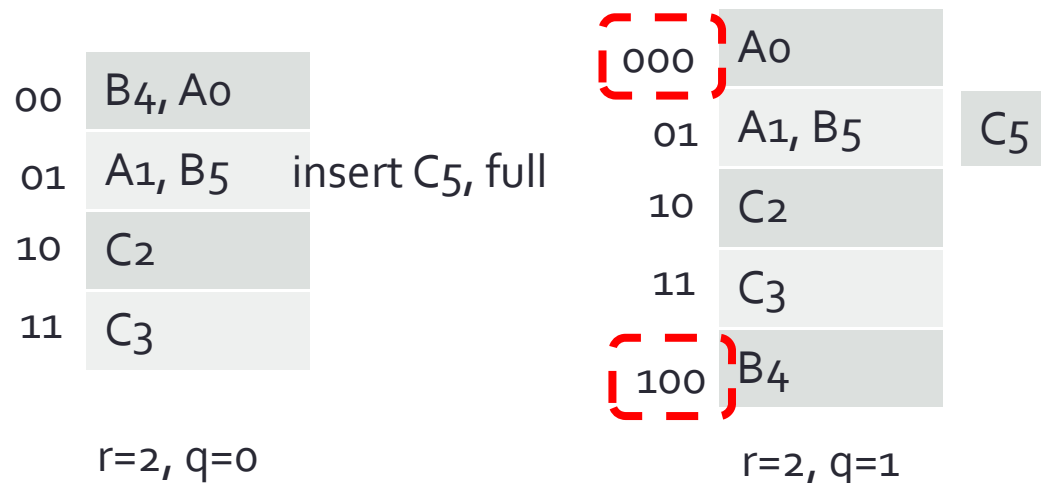 00 B4, A0
01 A1, B5 insert C5, full
10 C2
11 C3
r=2, q=0
000 A0
01 A1, B5 C5
10 C2
11 C3
100 B4
r=2, q=1